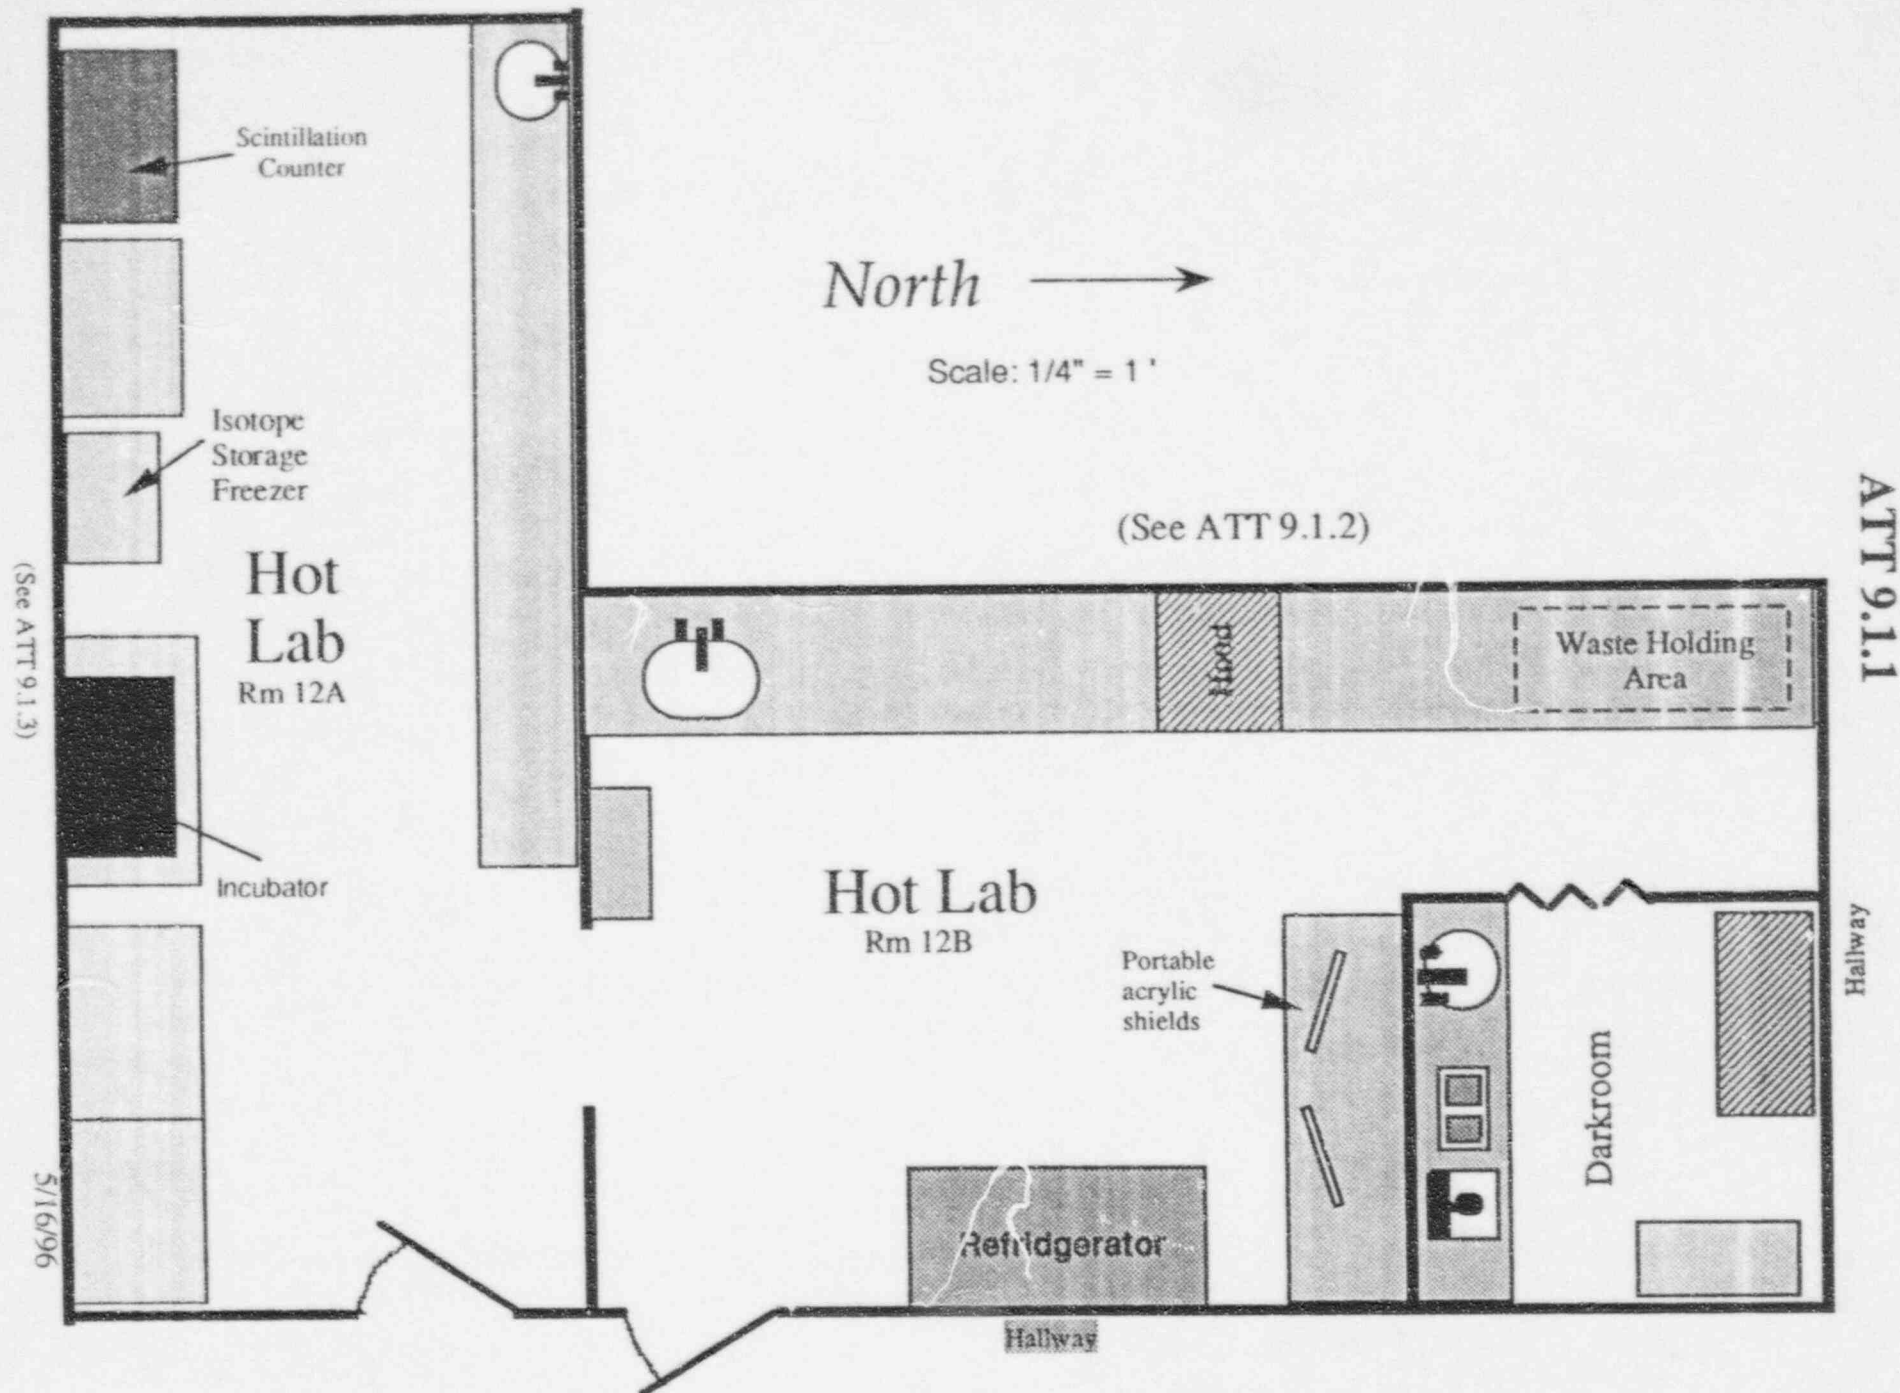 Scintillation
Counter
North
Scale: 1/4" = 1 '
Isotope
Storage
Freezer
(See ATT 9.1.2)
ATT 9.1.1
Hot
Lab
Rm 12A
(See ATT 9.1.3)
Hood
Waste Holding
Area
Incubator
Hot Lab
Rm 12B
Portable
acrylic
shields
Hallway
Darkroom
Refridgerator
5/16/96
Hallway